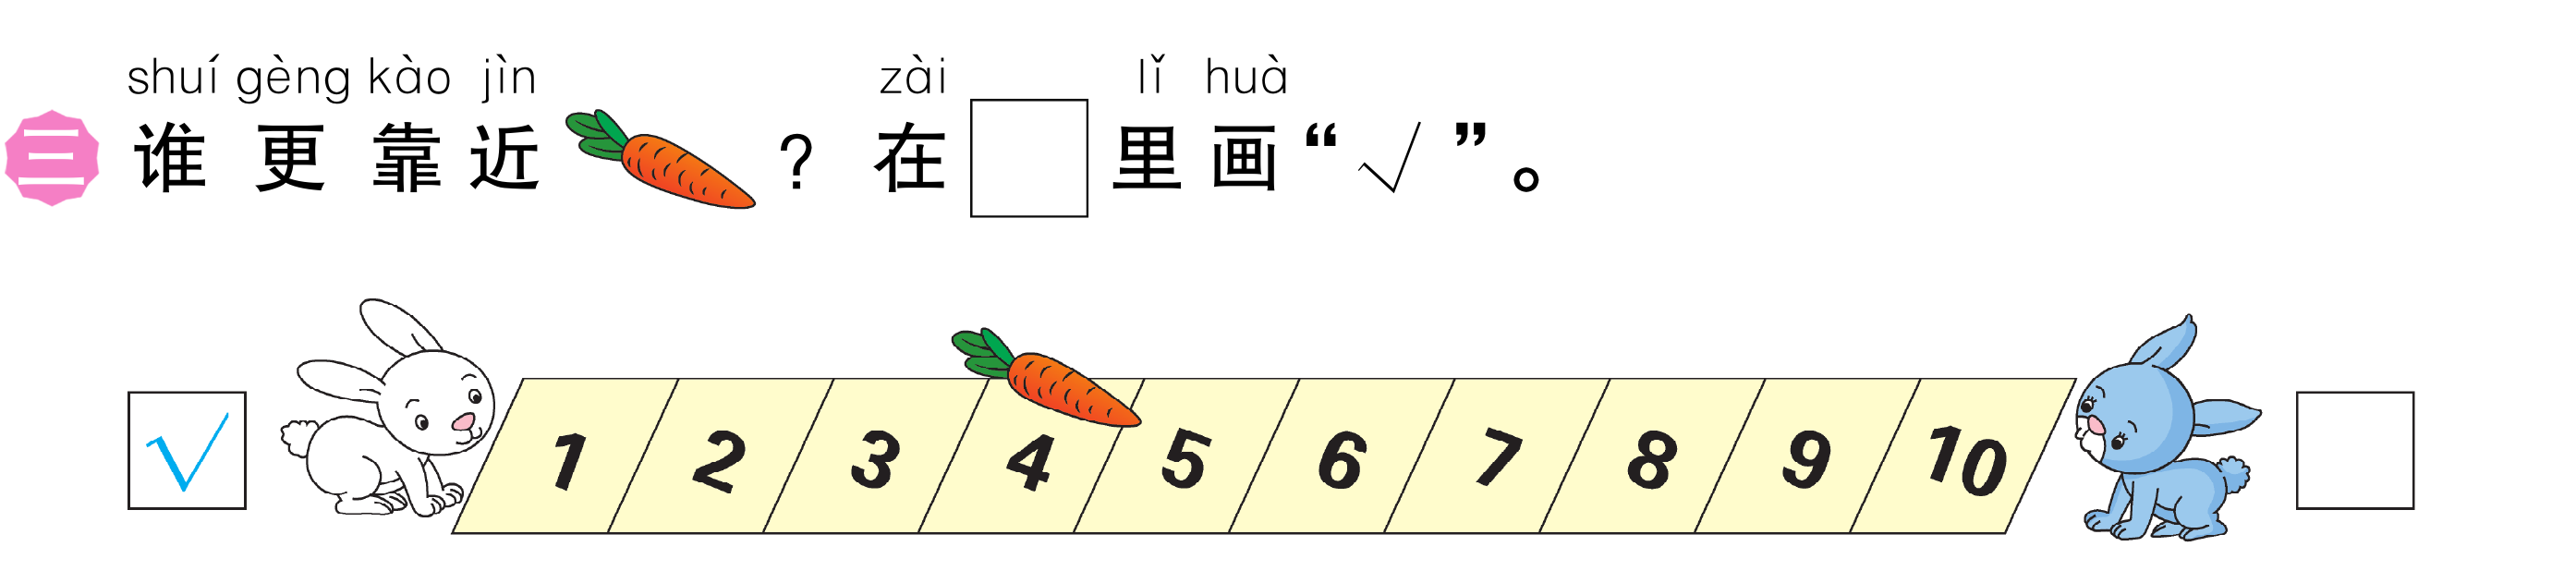 shuí gèng kào jìn zài lǐ huà
三 谁更靠近?在□里画“√”。
√ 1 2 3 4 5 6 7 8 9 10